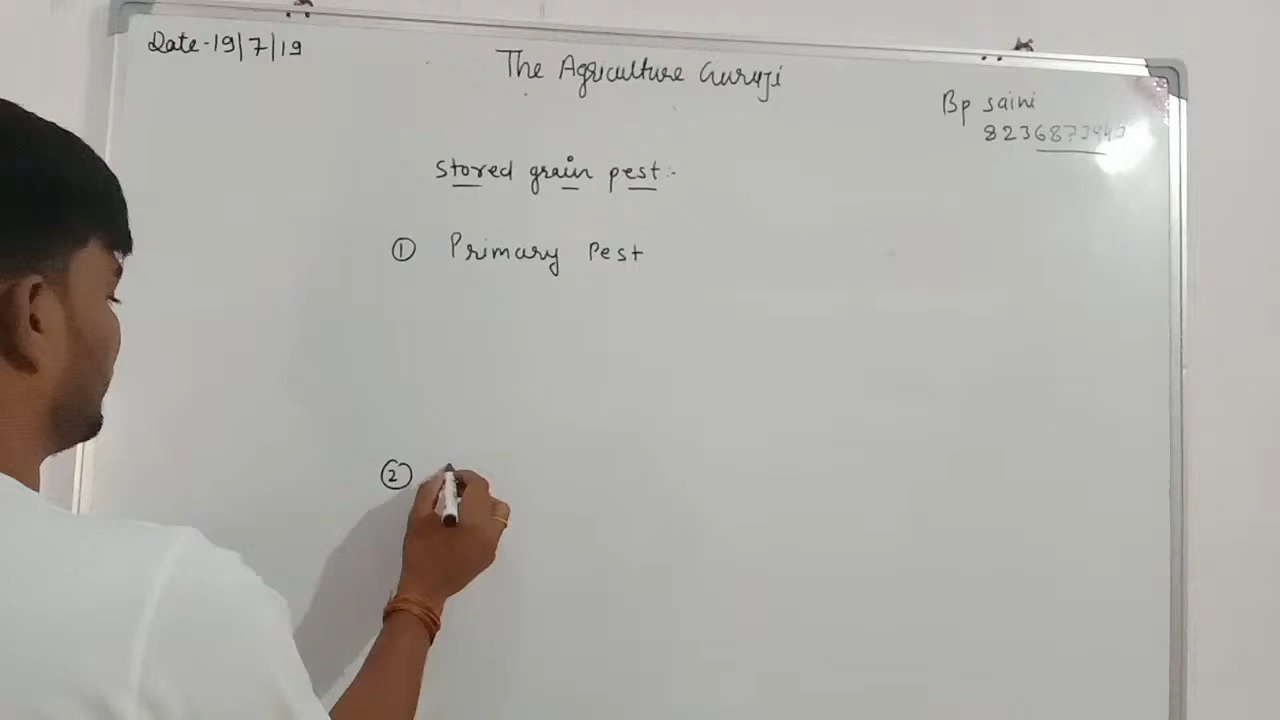 Date-19/7/19
The Agriculture Guruji
Bp saini
stored grain pest:-
① Primary Pest
②